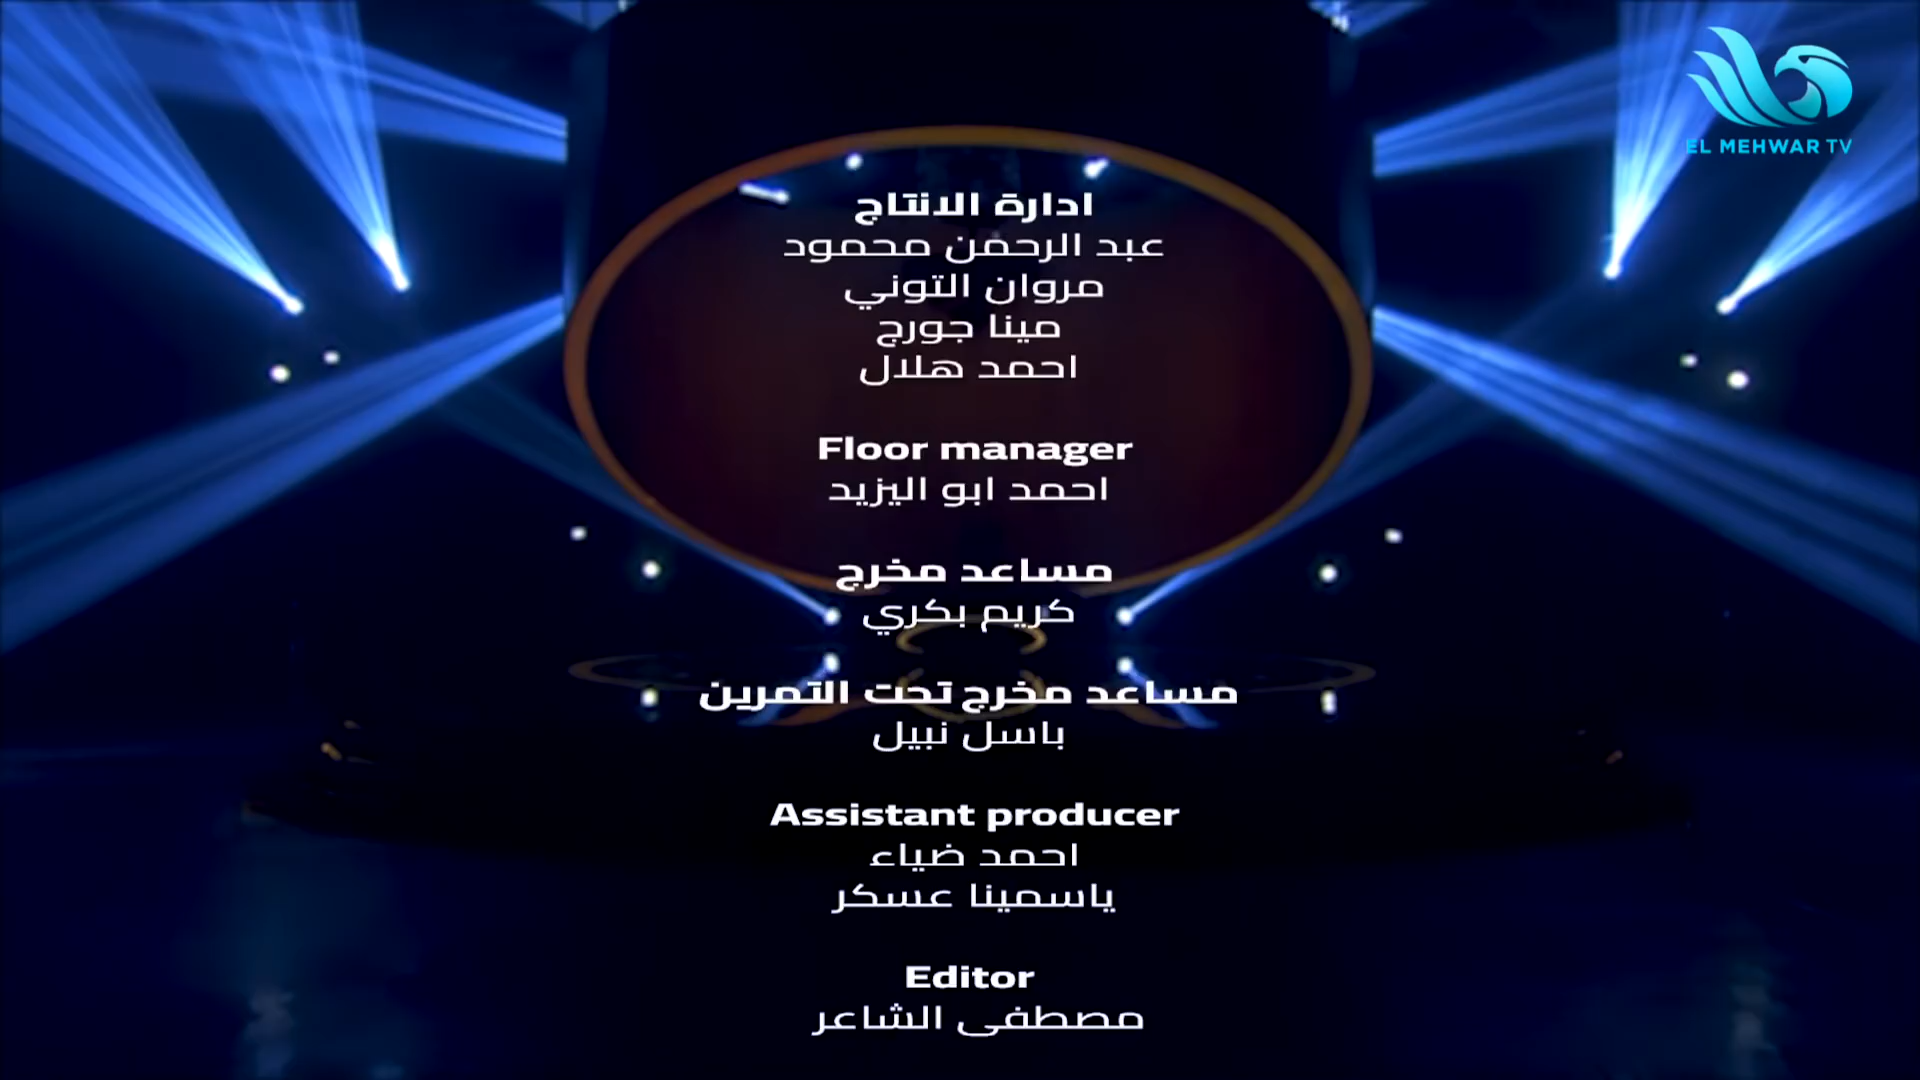 EL MEHWAR TV
ادارة الانتاج
عبد الرحمن محمود
مروان التوني
مينا جورج
احمد هلال
Floor manager
احمد ابو اليزيد
مساعد مخرج
كريم بكري
مساعد مخرج تحت التمرين
باسل نبيل
Assistant producer
احمد ضياء
ياسمينا عسكر
Editor
مصطفى الشاعر